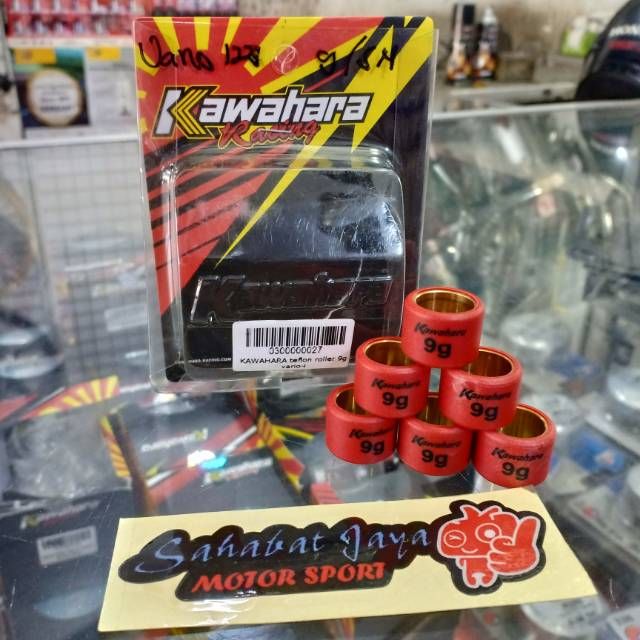 Vario 125
Kawahara
Racing
Kawahara
0300000027
KAWAHARA teflon roller 9g
vario-i
Kawahara
9g
Kawahara
9g
Kawahara
9g
Kawahara
9g
Kawahara
9g
Kawahara
9g
Sahabat Jaya
MOTOR SPORT